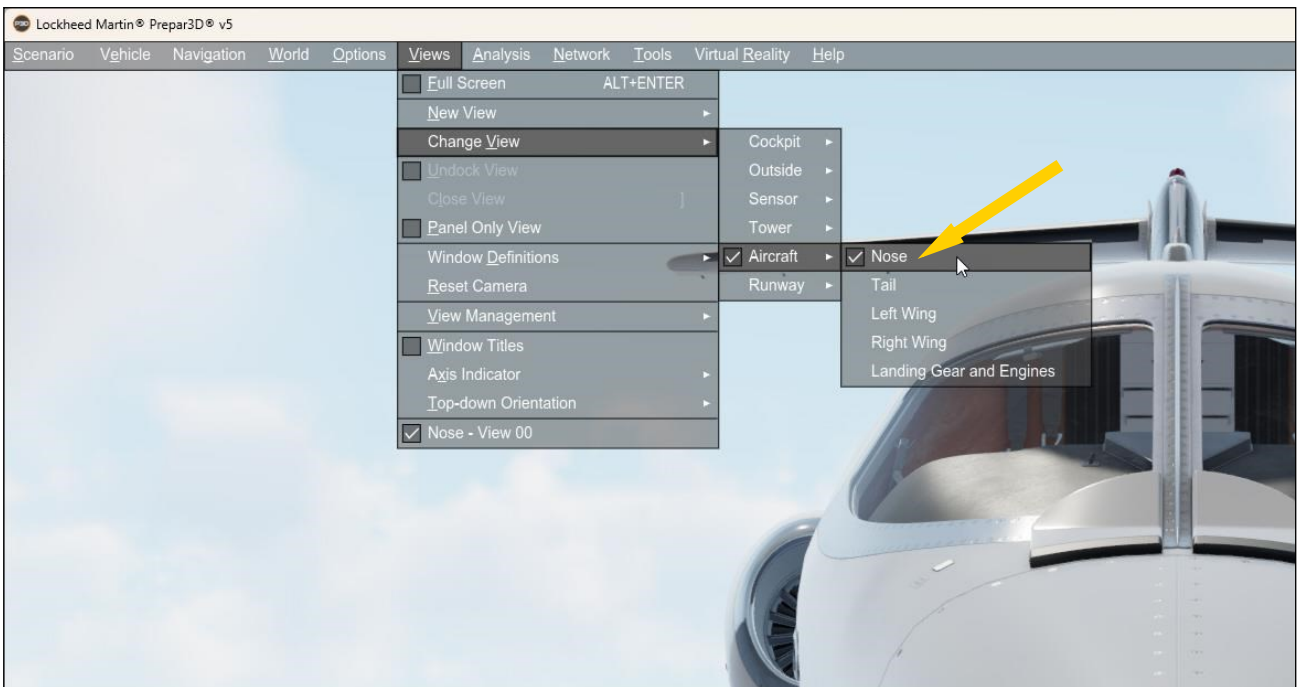 Lockheed Martin® Prepar3D® v5
Scenario Vehicle Navigation World Options Views Analysis Network Tools Virtual Reality Help
Full Screen ALT+ENTER
New View
Change View
Undock View
Close View ]
Panel Only View
Window Definitions
Reset Camera
View Management
Window Titles
Axis Indicator
Top-down Orientation
Nose - View 00
Cockpit
Outside
Sensor
Tower
Aircraft
Runway
Nose
Tail
Left Wing
Right Wing
Landing Gear and Engines